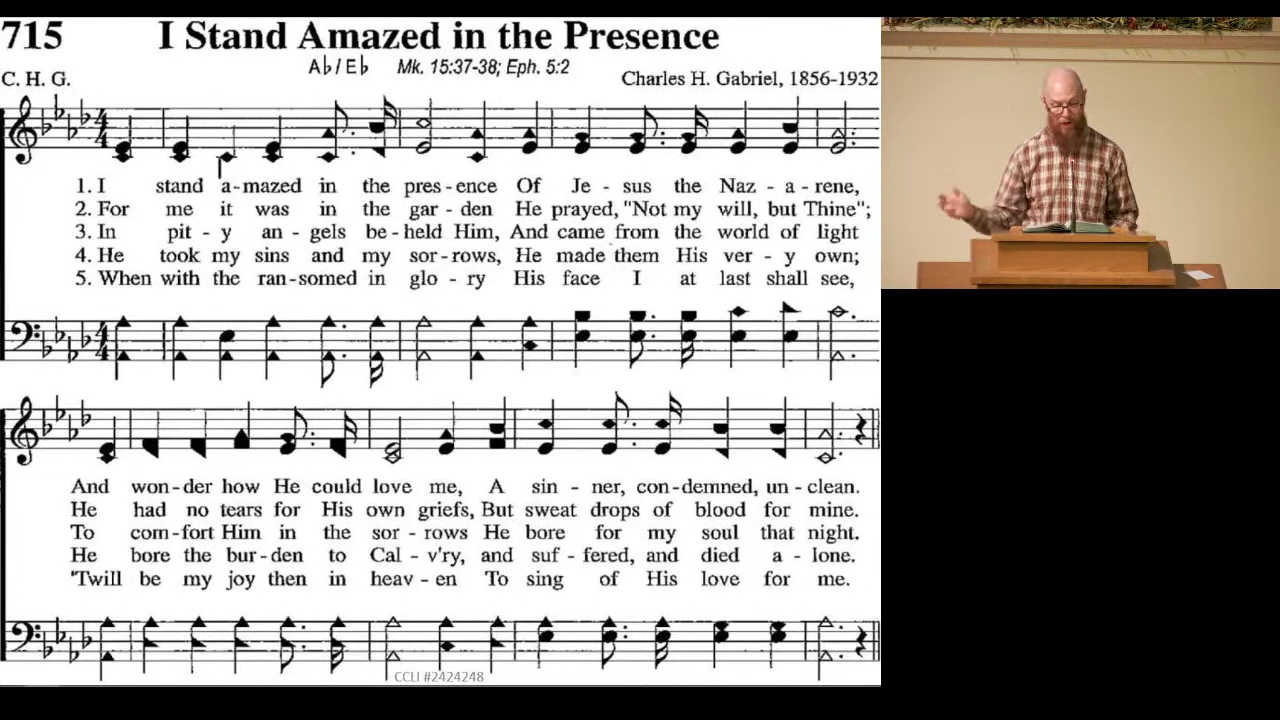 715 I Stand Amazed in the Presence
A♭/E♭ Mk. 15:37-38; Eph. 5:2
C. H. G. Charles H. Gabriel, 1856-1932
1. I stand a-mazed in the pres-ence Of Je-sus the Naz-a-rene,
2. For me it was in the gar-den He prayed, "Not my will, but Thine";
3. In pit-y an-gels be-held Him, And came from the world of light
4. He took my sins and my sor-rows, He made them His ver-y own;
5. When with the ran-somed in glo-ry His face I at last shall see,
And won-der how He could love me, A sin-ner, con-demned, un-clean.
He had no tears for His own griefs, But sweat drops of blood for mine.
To com-fort Him in the sor-rows He bore for my soul that night.
He bore the bur-den to Cal-v'ry, and suf-fered, and died a-lone.
'Twill be my joy then in heav-en To sing of His love for me.
CCLI #2424248